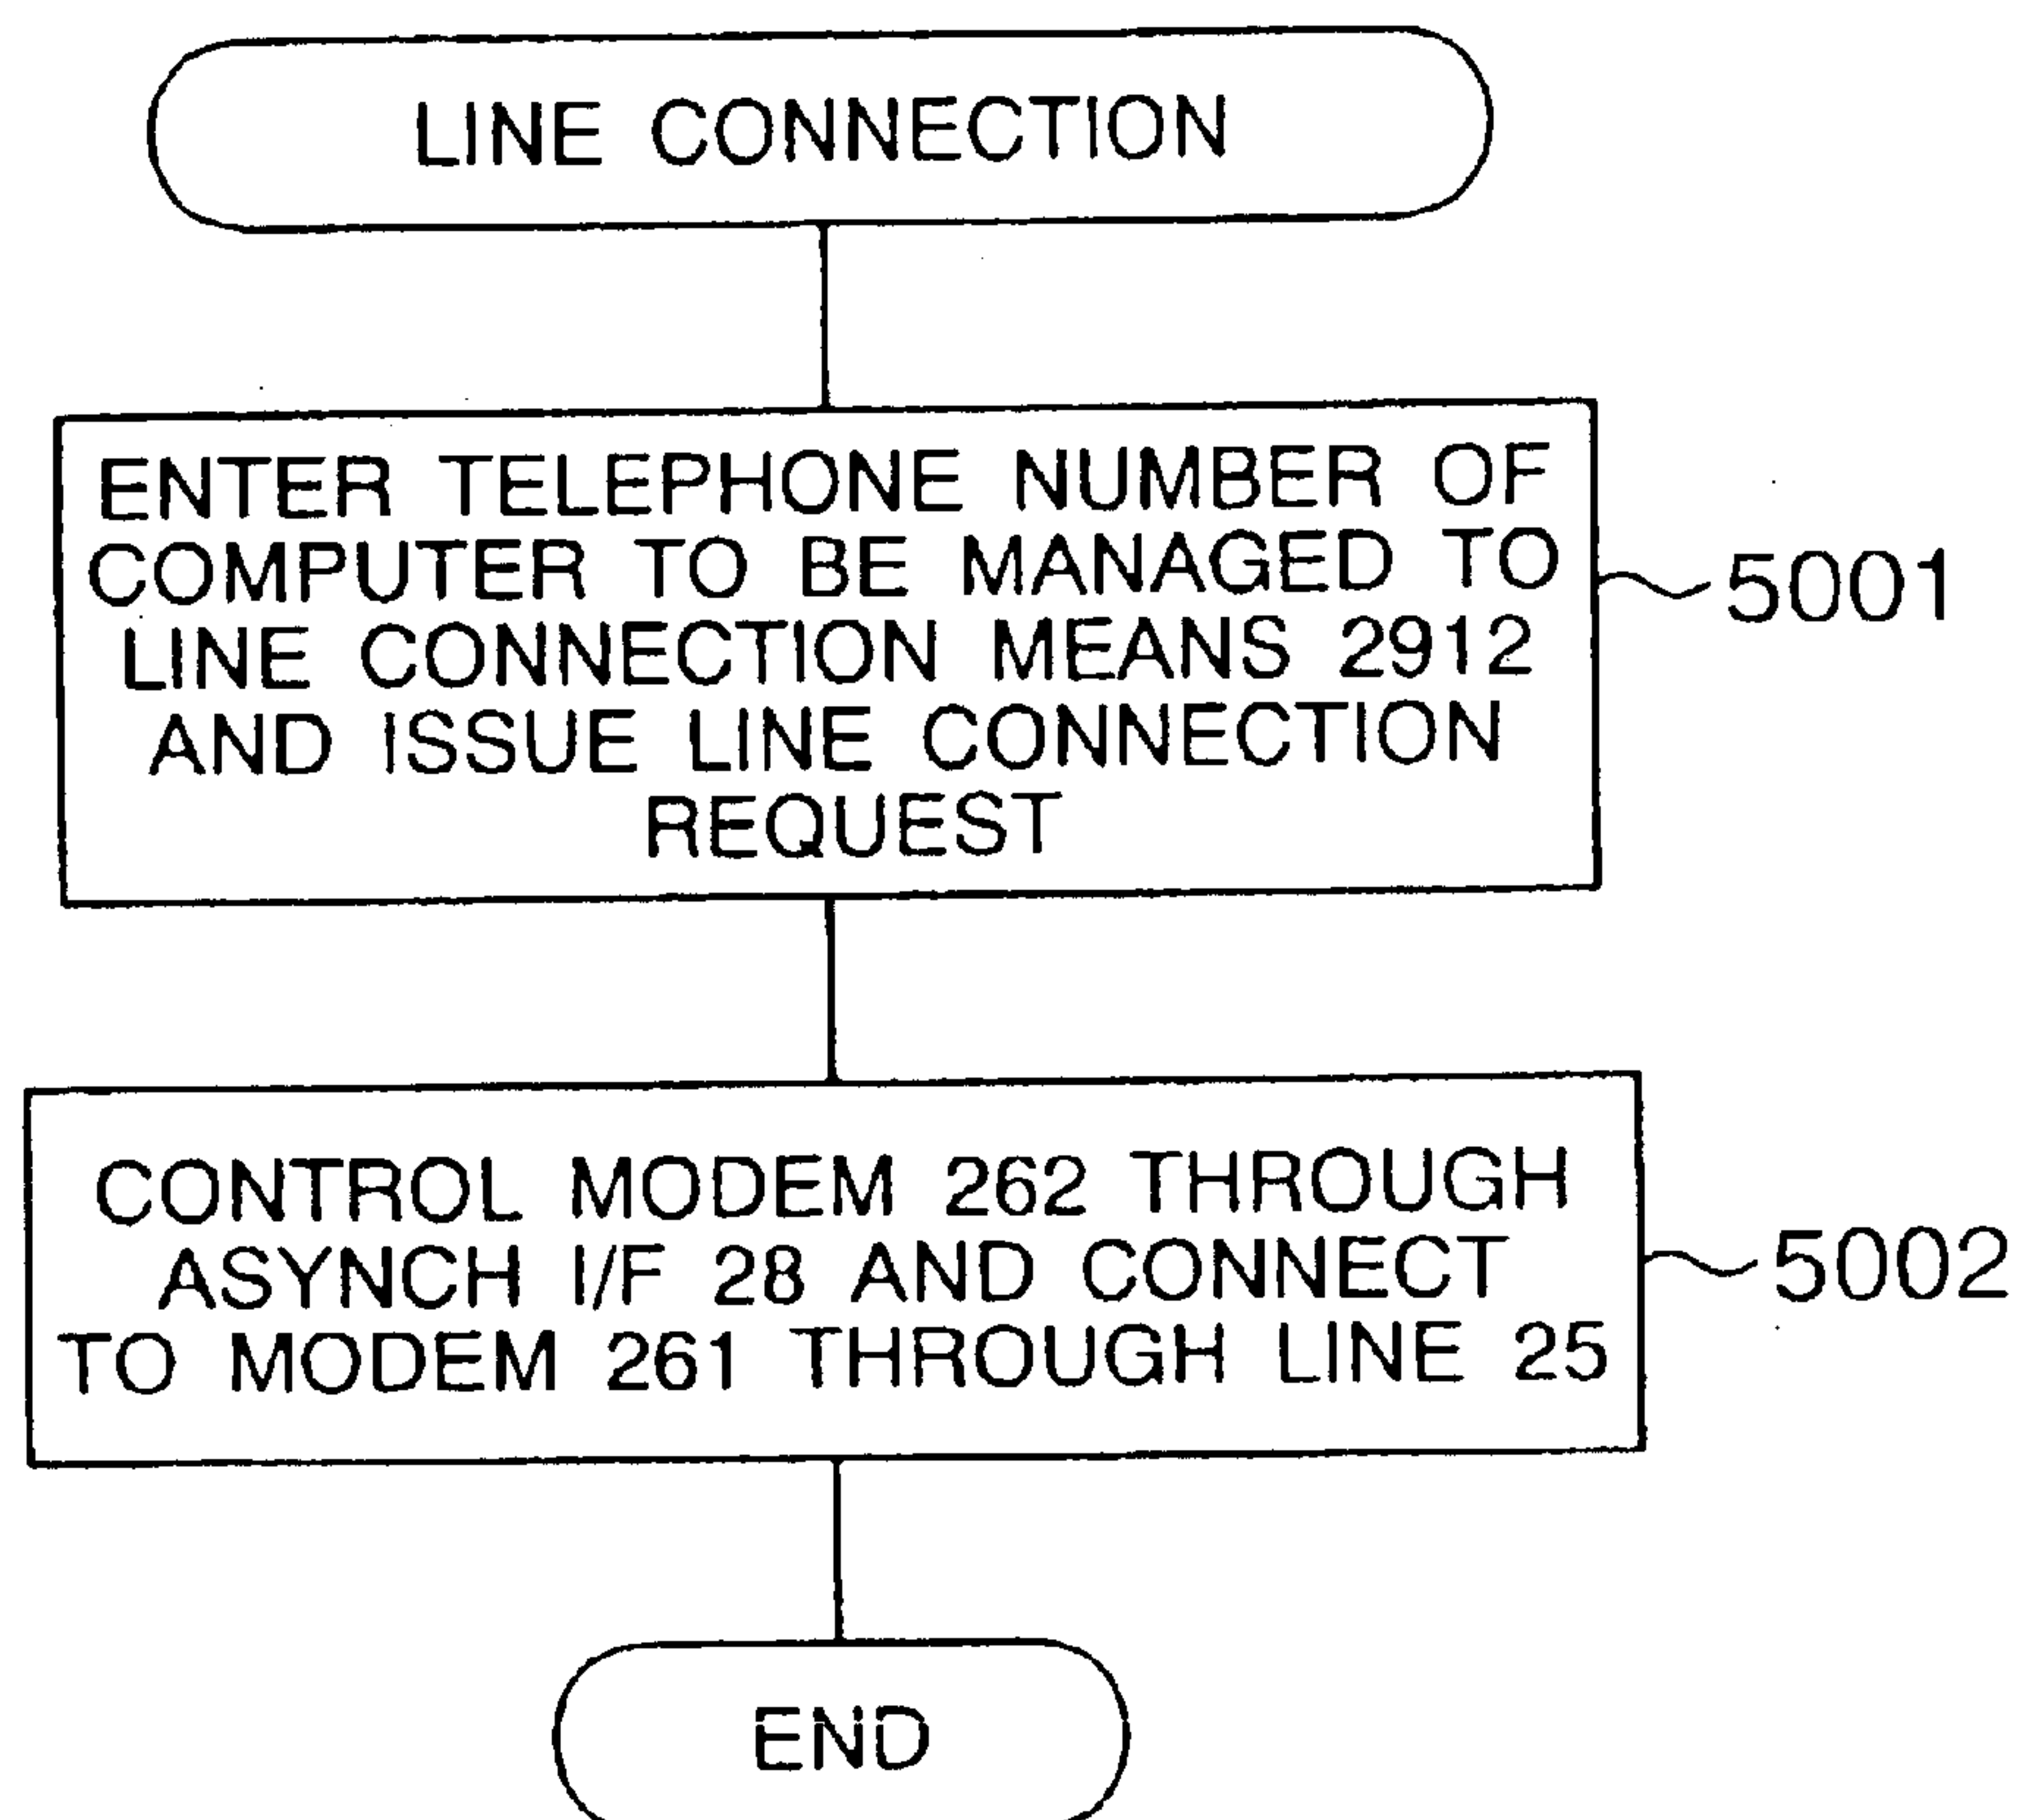 LINE CONNECTION
ENTER TELEPHONE NUMBER OF
COMPUTER TO BE MANAGED TO
LINE CONNECTION MEANS 2912
AND ISSUE LINE CONNECTION
REQUEST
5001
CONTROL MODEM 262 THROUGH
ASYNCH I/F 28 AND CONNECT
TO MODEM 261 THROUGH LINE 25
5002
END